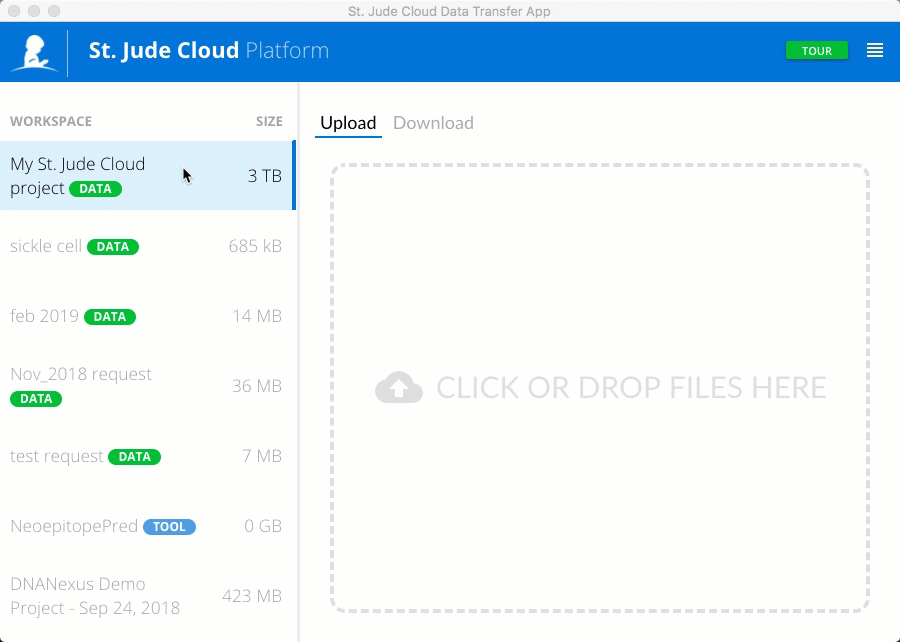 St. Jude Cloud Data Transfer App
St. Jude Cloud Platform
TOUR
WORKSPACE SIZE
My St. Jude Cloud
project DATA 3 TB
sickle cell DATA 685 kB
feb 2019 DATA 14 MB
Nov_2018 request
DATA 36 MB
test request DATA 7 MB
NeoepitopePred TOOL 0 GB
DNANexus Demo
Project - Sep 24, 2018 423 MB
Upload Download
CLICK OR DROP FILES HERE